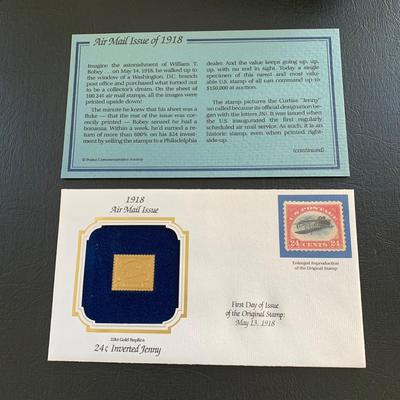 Air Mail Issue of 1918
Imagine the astonishment of William T.
Robey ... on May 14, 1918, he walked up to
the window of a Washington, D.C. branch
post office and purchased what turned out
to be a collector's dream. On the sheet of
100 24¢ air mail stamps, all the images were
printed upside down!
The minute he knew that his sheet was a
fluke — that the rest of the issue was cor-
rectly printed — Robey sensed he had a
bonanza. Within a week, he'd earned a re-
turn of more than 600% on his $24 invest-
ment by selling the stamps to a Philadelphia
dealer. And the value keeps going up, up,
up, with no end in sight. Today a single
specimen of this rarest and most valu-
able U.S. stamp of all can command up to
$150,000 at auction.
The stamp pictures the Curtiss "Jenny"
(so called because its official designation be-
gan with the letters JN). It was issued when
the U.S. inaugurated the first regularly
scheduled air mail service. As such, it is an
historic stamp, even when printed right-
side-up.
(continued)
© Postal Commemorative Society
1918
Air Mail Issue
22kt Gold Replica
24¢ Inverted Jenny
U.S. POSTAGE
24 CENTS 24
Enlarged Reproduction
of the Original Stamp
First Day of Issue
of the Original Stamp:
May 13, 1918